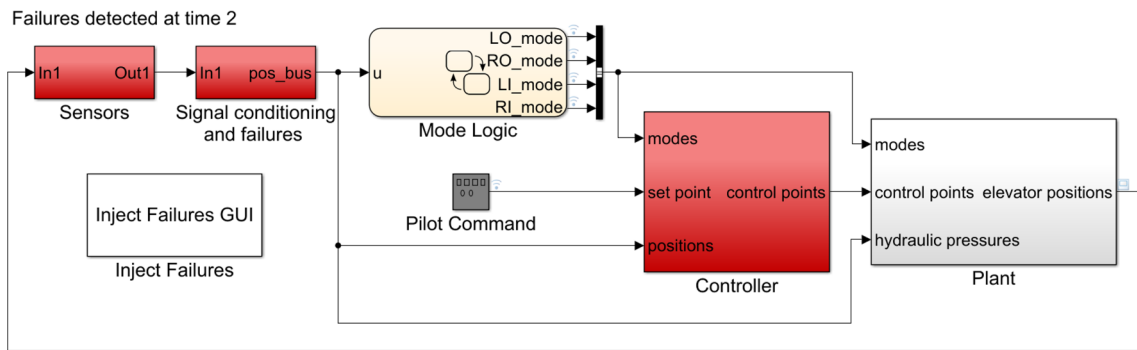 Failures detected at time 2
In1 Out1
Sensors
In1 pos_bus
Signal conditioning
and failures
u
LO_mode
RO_mode
LI_mode
RI_mode
Mode Logic
Inject Failures GUI
Inject Failures
Pilot Command
modes
set point control points
positions
Controller
modes
control points elevator positions
hydraulic pressures
Plant